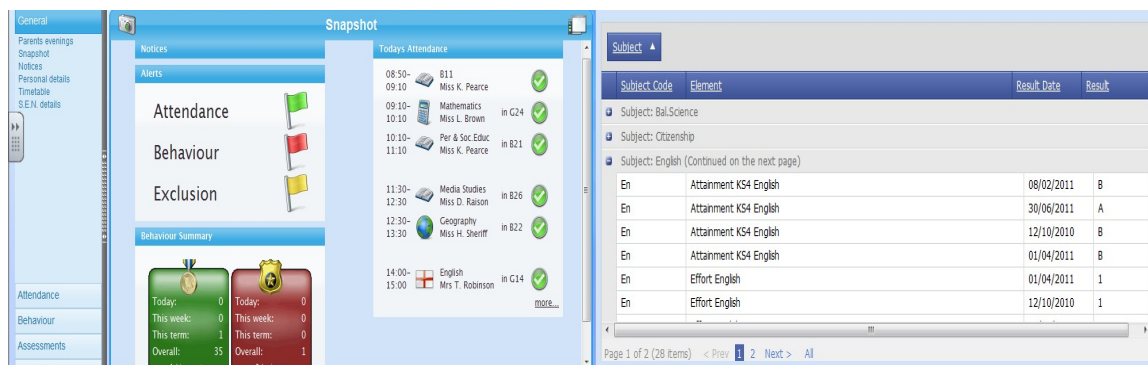 General
Parents evenings
Snapshot
Notices
Personal details
Timetable
S.E.N. details
Attendance
Behaviour
Assessments
Snapshot
Notices
Alerts
Attendance
Behaviour
Exclusion
Behaviour Summary
Today: 0
This week: 0
This term: 1
Overall: 35
Today: 0
This week: 0
This term: 0
Overall: 1
Todays Attendance
08:50- B11
09:10 Miss K. Pearce
09:10- Mathematics in G24
10:10 Miss L. Brown
10:10- Per & Soc.Educ in B21
11:10 Miss K. Pearce
11:30- Media Studies in B26
12:30 Miss D. Raison
12:30- Geography in B22
13:30 Miss H. Sheriff
14:00- English in G14
15:00 Mrs T. Robinson
more...
Subject
Subject Code Element Result Date Result
Subject: Bal.Science
Subject: Citizenship
Subject: English (Continued on the next page)
En Attainment KS4 English 08/02/2011 B
En Attainment KS4 English 30/06/2011 A
En Attainment KS4 English 12/10/2010 B
En Attainment KS4 English 01/04/2011 B
En Effort English 01/04/2011 1
En Effort English 12/10/2010 1
Page 1 of 2 (28 items) < Prev 1 2 Next > All